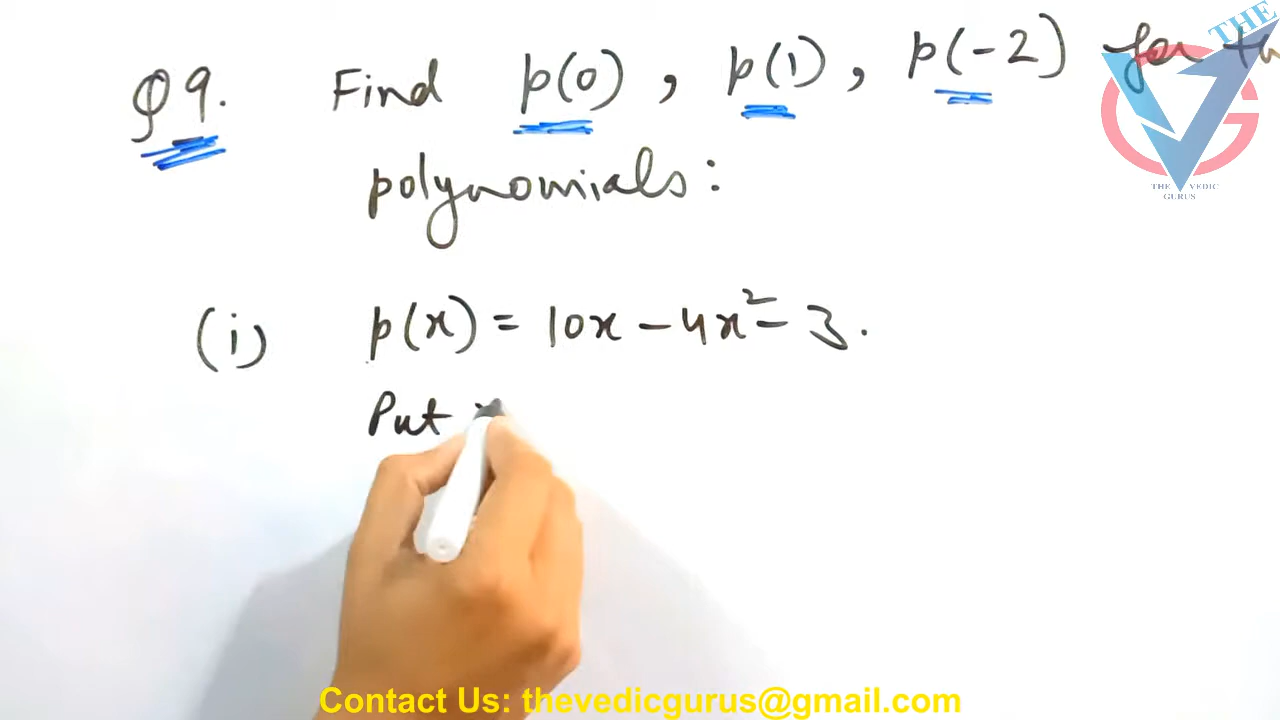 Q9. Find p(0), p(1), p(-2) for
polynomials:
(i) p(x) = 10x - 4x² - 3.
Put
THE
THE VEDIC
GURUS
Contact Us: thevedicgurus@gmail.com